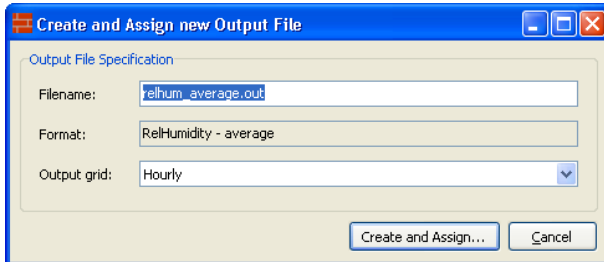 Create and Assign new Output File
Output File Specification
Filename: relhum_average.out
Format: RelHumidity - average
Output grid: Hourly
Create and Assign... Cancel